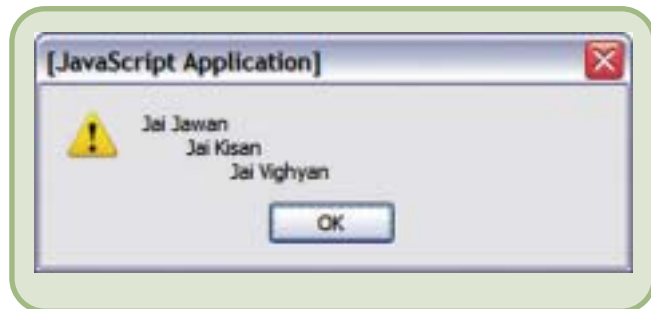 [JavaScript Application]
Jai Jawan
Jai Kisan
Jai Vighyan
OK